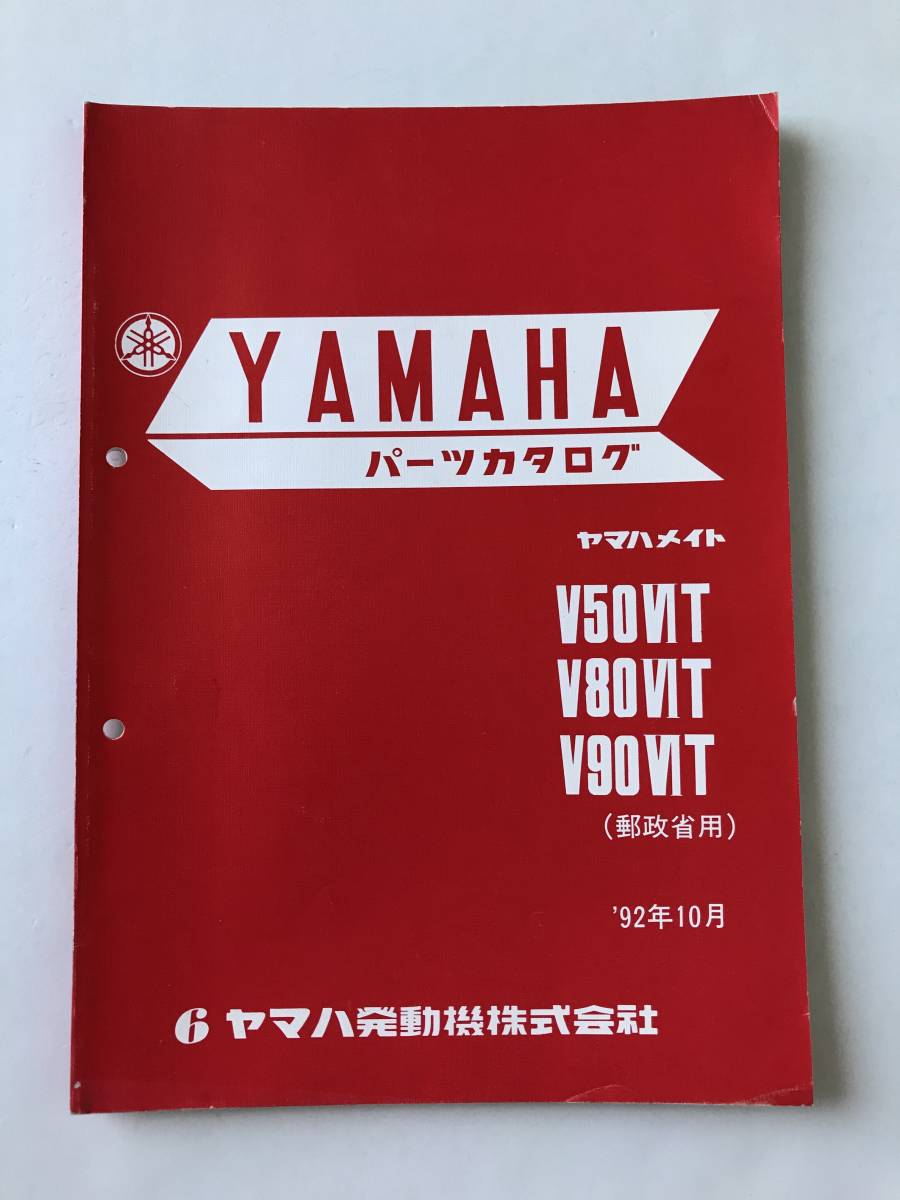 YAMAHA
パーツカタログ
ヤマハメイト
V50ⅥT
V80ⅥT
V90ⅥT
(郵政省用)
'92年10月
6 ヤマハ発動機株式会社